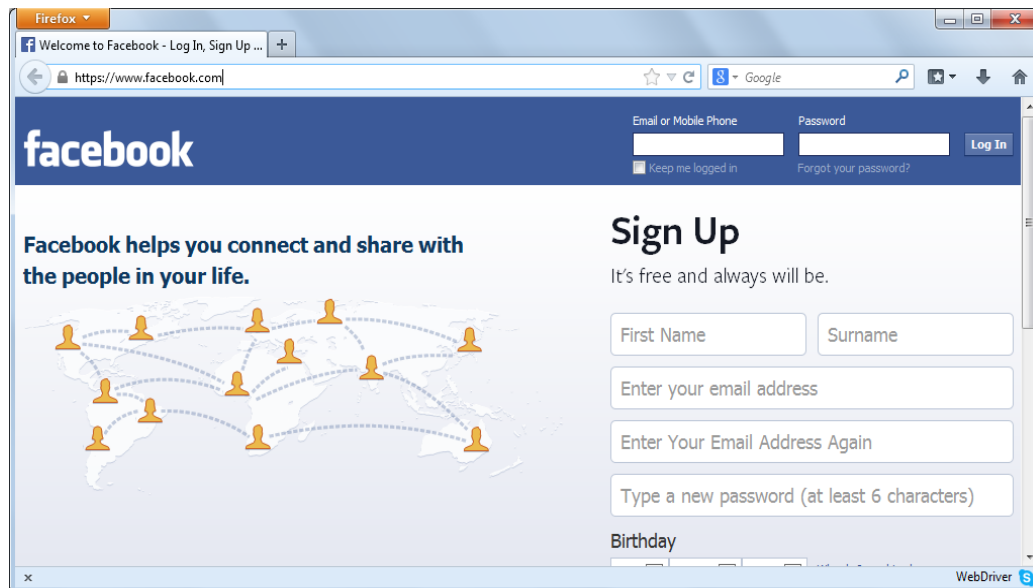 Firefox
Welcome to Facebook - Log In, Sign Up ...
https://www.facebook.com
Google
facebook
Email or Mobile Phone
Password
Log In
Keep me logged in
Forgot your password?
Facebook helps you connect and share with
the people in your life.
Sign Up
It's free and always will be.
First Name
Surname
Enter your email address
Enter Your Email Address Again
Type a new password (at least 6 characters)
Birthday
WebDriver